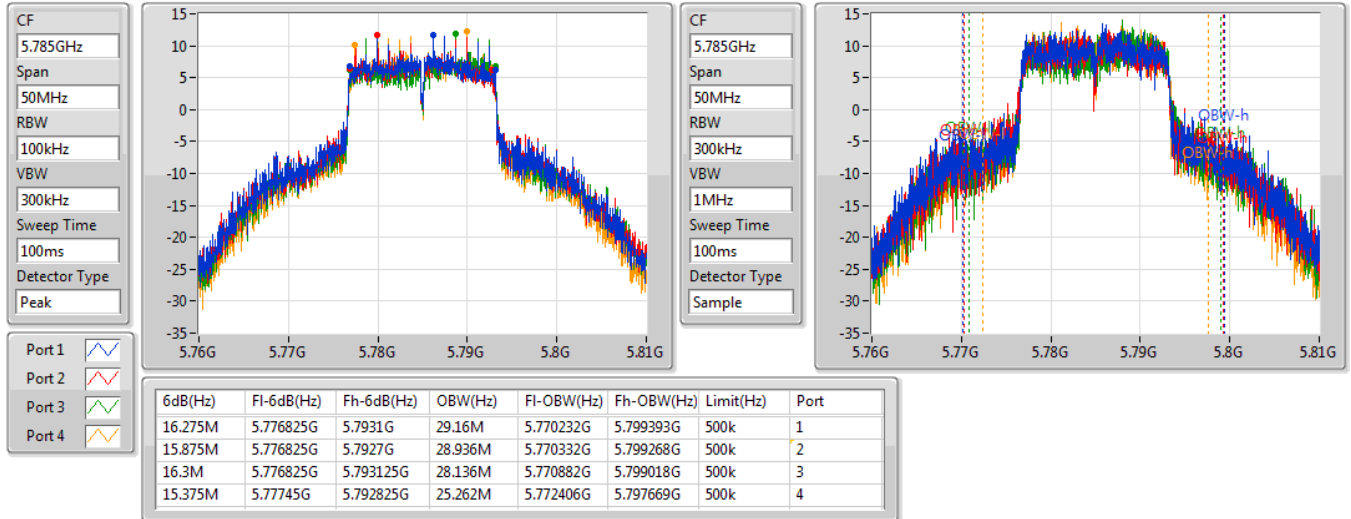 CF
5.785GHz
Span
50MHz
RBW
100kHz
VBW
300kHz
Sweep Time
100ms
Detector Type
Peak
15
10
5
0
-5
-10
-15
-20
-25
-30
-35
5.76G 5.77G 5.78G 5.79G 5.8G 5.81G
CF
5.785GHz
Span
50MHz
RBW
300kHz
VBW
1MHz
Sweep Time
100ms
Detector Type
Sample
15
10
5
0
-5
-10
-15
-20
-25
-30
-35
OBW-h
OBW-h
OBW-h
5.76G 5.77G 5.78G 5.79G 5.8G 5.81G
Port 1
Port 2
Port 3
Port 4
6dB(Hz) Fl-6dB(Hz) Fh-6dB(Hz) OBW(Hz) Fl-OBW(Hz) Fh-OBW(Hz) Limit(Hz) Port
16.275M 5.776825G 5.7931G 29.16M 5.770232G 5.799393G 500k 1
15.875M 5.776825G 5.7927G 28.936M 5.770332G 5.799268G 500k 2
16.3M 5.776825G 5.793125G 28.136M 5.770882G 5.799018G 500k 3
15.375M 5.77745G 5.792825G 25.262M 5.772406G 5.797669G 500k 4